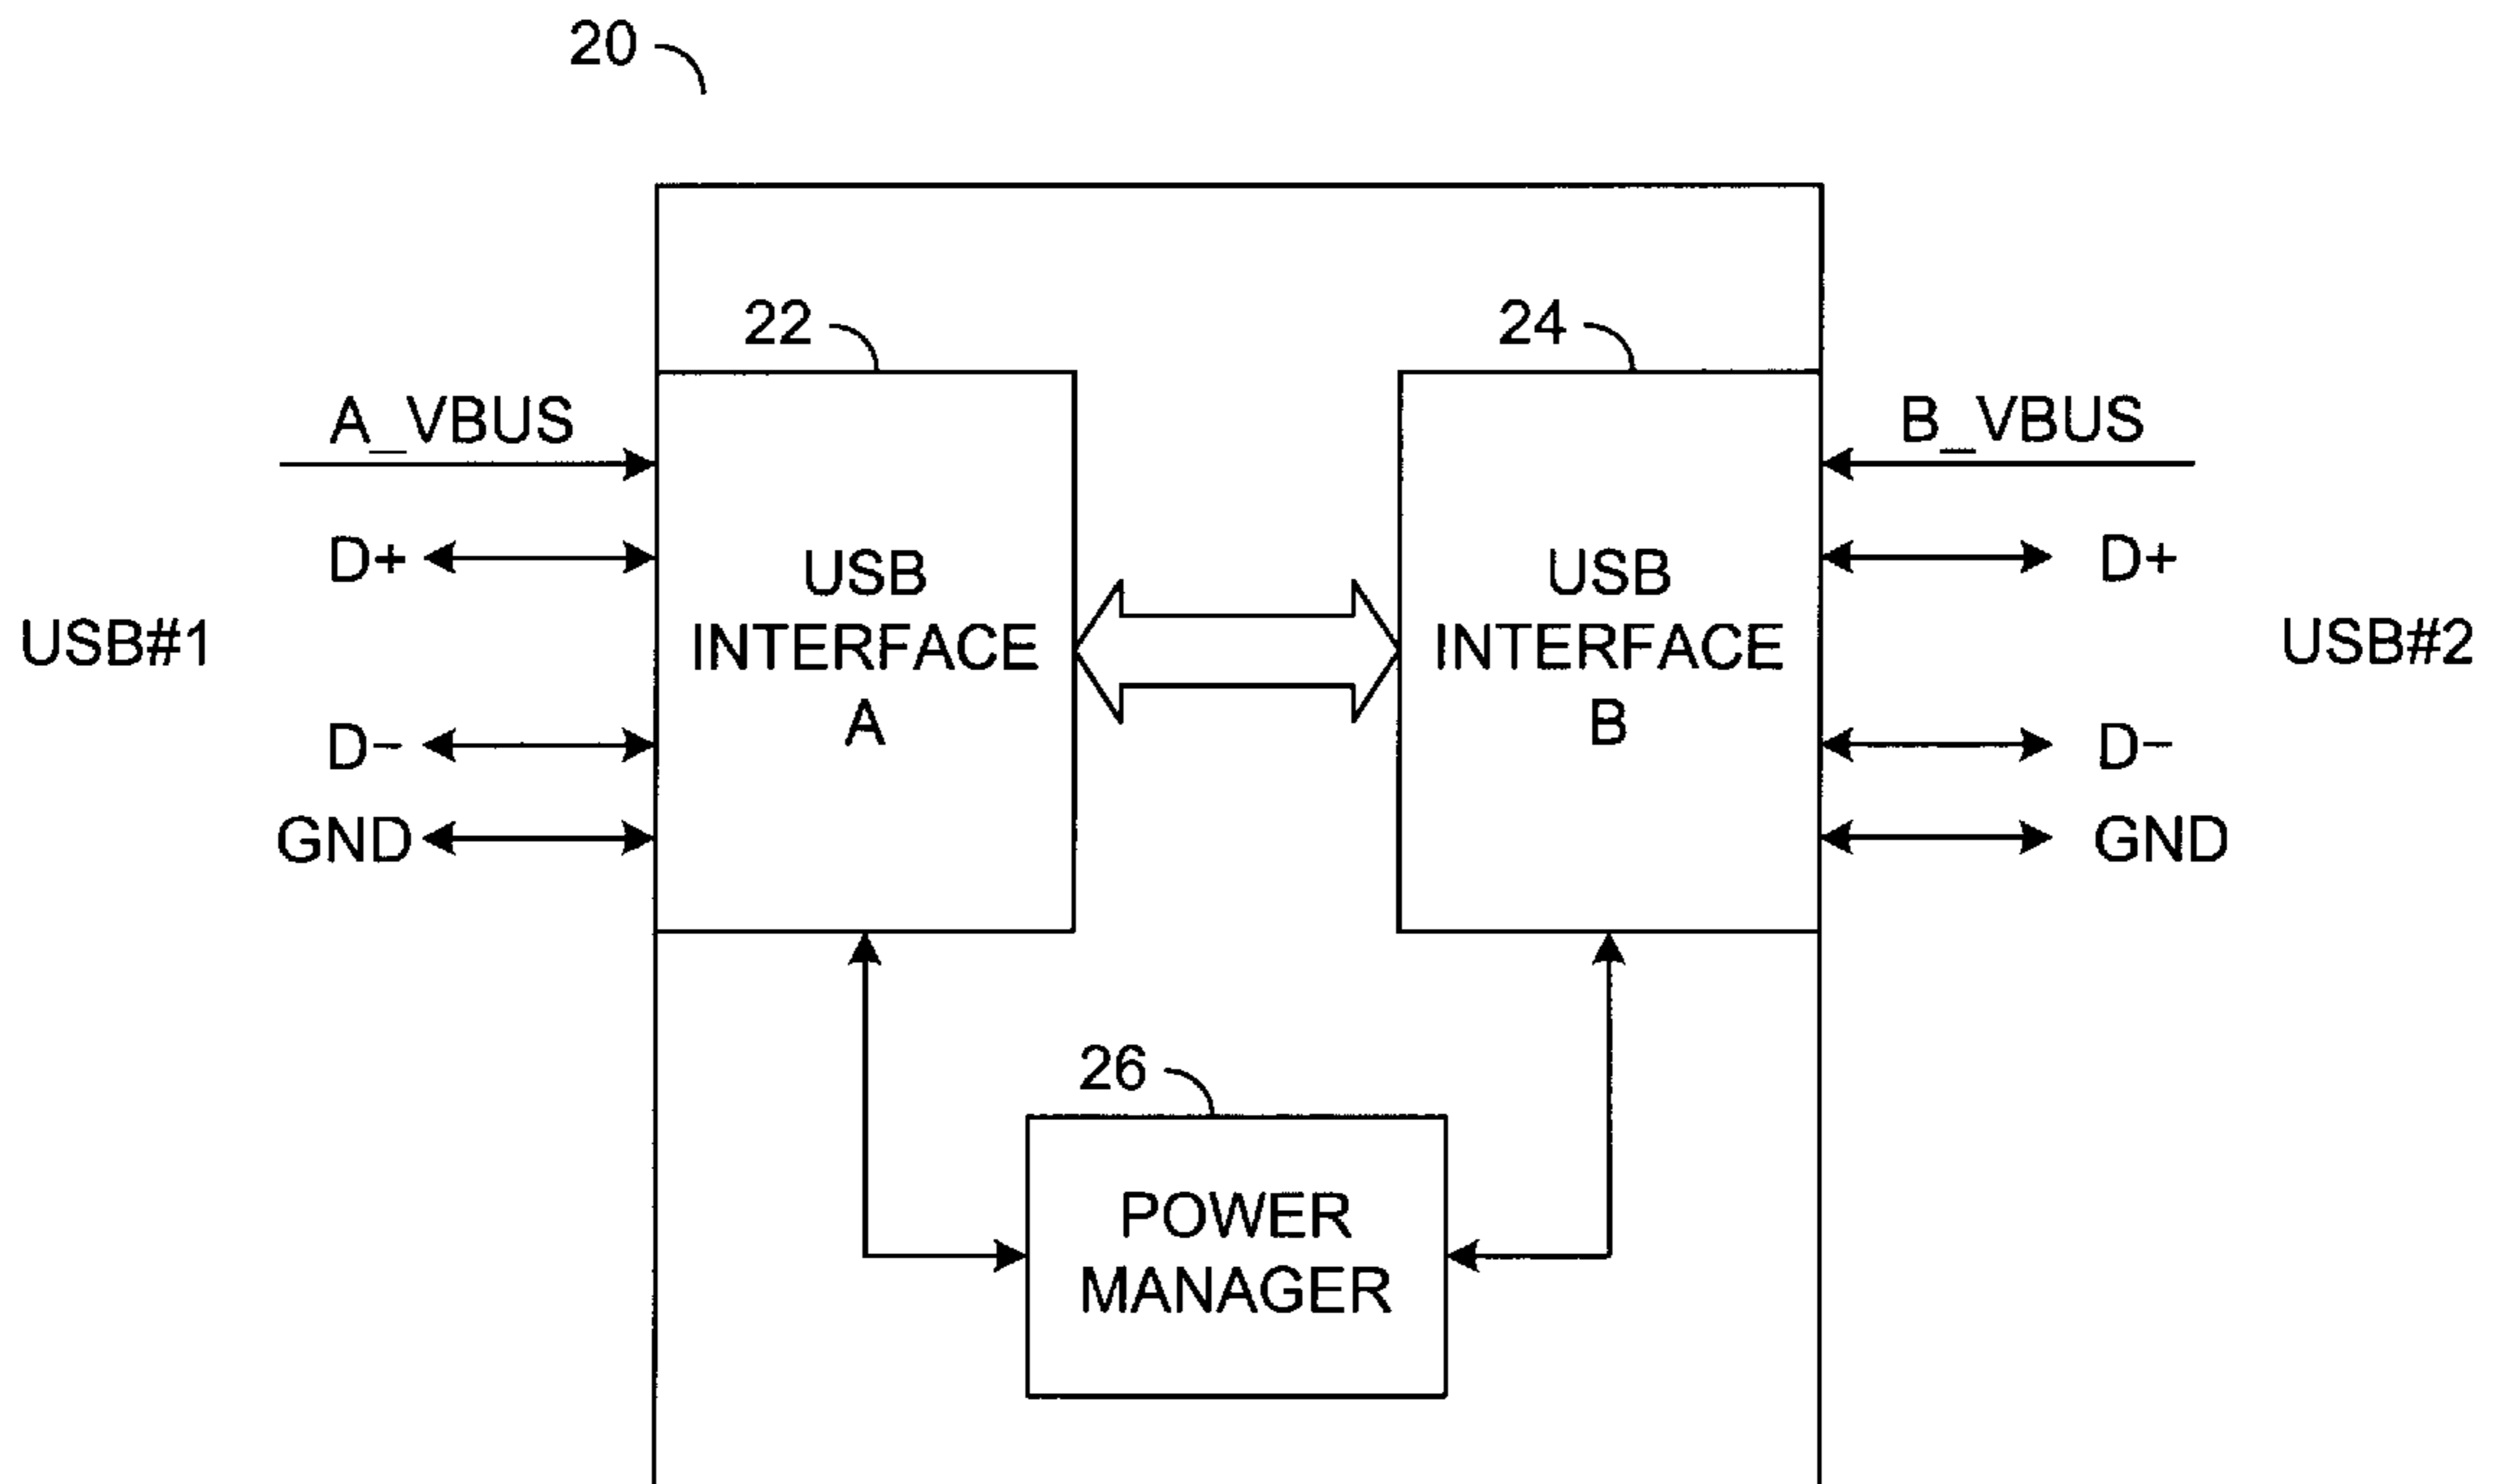 20
22
24
A_VBUS
B_VBUS
D+
D+
USB
INTERFACE
A
USB
INTERFACE
B
USB#1
USB#2
D−
D−
GND
GND
26
POWER
MANAGER